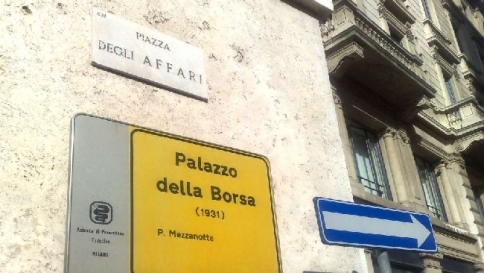 PIAZZA
DEGLI AFFARI
Palazzo
della Borsa
(1931)
P. Mezzanotte
MILANO